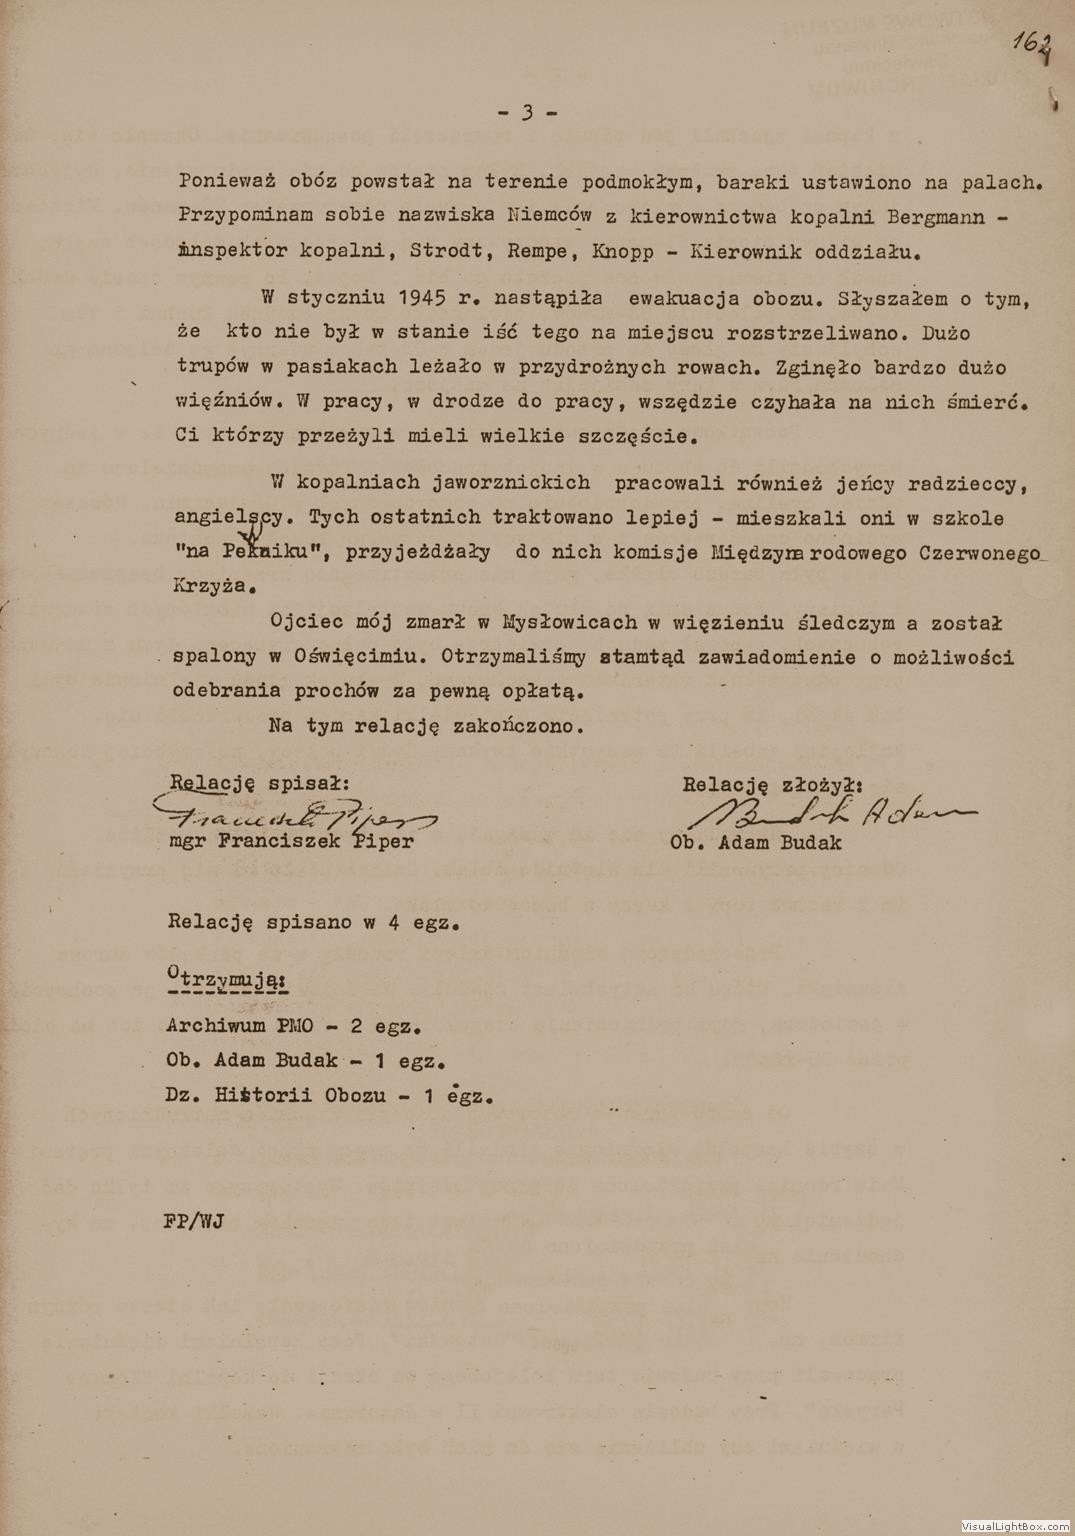 162
- 3 -
Ponieważ obóz powstał na terenie podmokłym, baraki ustawiono na palach.
Przypominam sobie nazwiska Niemców z kierownictwa kopalni Bergmann -
inspektor kopalni, Strodt, Rempe, Knopp - Kierownik oddziału.
W styczniu 1945 r. nastąpiła ewakuacja obozu. Słyszałem o tym,
że kto nie był w stanie iść tego na miejscu rozstrzeliwano. Dużo
trupów w pasiakach leżało w przydrożnych rowach. Zginęło bardzo dużo
więźniów. W pracy, w drodze do pracy, wszędzie czyhała na nich śmierć.
Ci którzy przeżyli mieli wielkie szczęście.
W kopalniach jaworznickich pracowali również jeńcy radzieccy,
angielscy. Tych ostatnich traktowano lepiej - mieszkali oni w szkole
"na", przyjeżdżały do nich komisje Międzynarodowego Czerwonego
Krzyża.
Ojciec mój zmarł w Mysłowicach w więzieniu śledczym a został
spalony w Oświęcimiu. Otrzymaliśmy stamtąd zawiadomienie o możliwości
odebrania prochów za pewną opłatą.
Na tym relację zakończono.
Relację spisał: Relację złożył:
Franciszek Piper Budak Adam
mgr Franciszek Piper Ob. Adam Budak
Relację spisano w 4 egz.
Otrzymują:
Archiwum PMO - 2 egz.
Ob. Adam Budak - 1 egz.
Dz. Historii Obozu - 1 egz.
FP/WJ
VisualLightBox.com